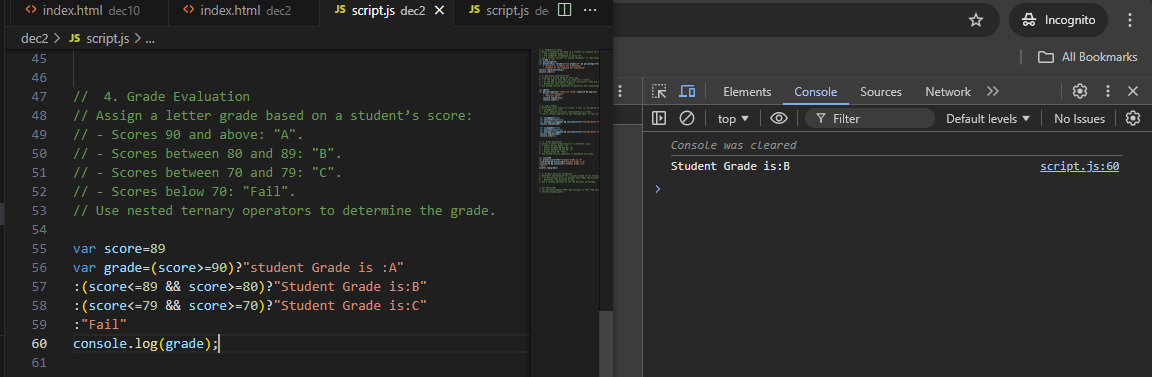 <> index.html dec10
<> index.html dec2
JS script.js dec2 ×
JS script.js de
...
dec2 > JS script.js > ...
45
46
47 //  4. Grade Evaluation
48 // Assign a letter grade based on a student’s score:
49 // - Scores 90 and above: "A".
50 // - Scores between 80 and 89: "B".
51 // - Scores between 70 and 79: "C".
52 // - Scores below 70: "Fail".
53 // Use nested ternary operators to determine the grade.
54
55 var score=89
56 var grade=(score>=90)?"student Grade is :A"
57 :(score<=89 && score>=80)?"Student Grade is:B"
58 :(score<=79 && score>=70)?"Student Grade is:C"
59 :"Fail"
60 console.log(grade);
61
Incognito
All Bookmarks
Elements Console Sources Network
top Filter Default levels No Issues
Console was cleared
Student Grade is:B script.js:60